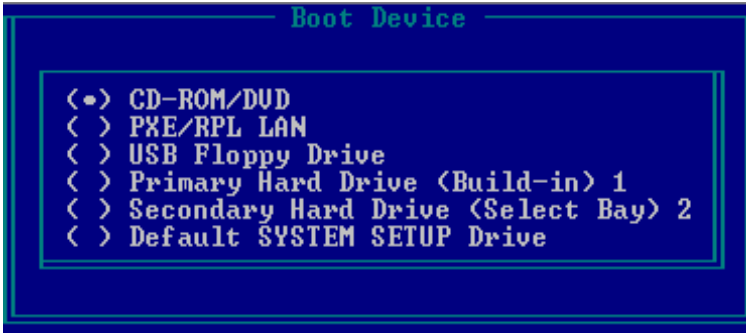 Boot Device
(•) CD-ROM/DVD
( ) PXE/RPL LAN
( ) USB Floppy Drive
( ) Primary Hard Drive (Build-in) 1
( ) Secondary Hard Drive (Select Bay) 2
( ) Default SYSTEM SETUP Drive